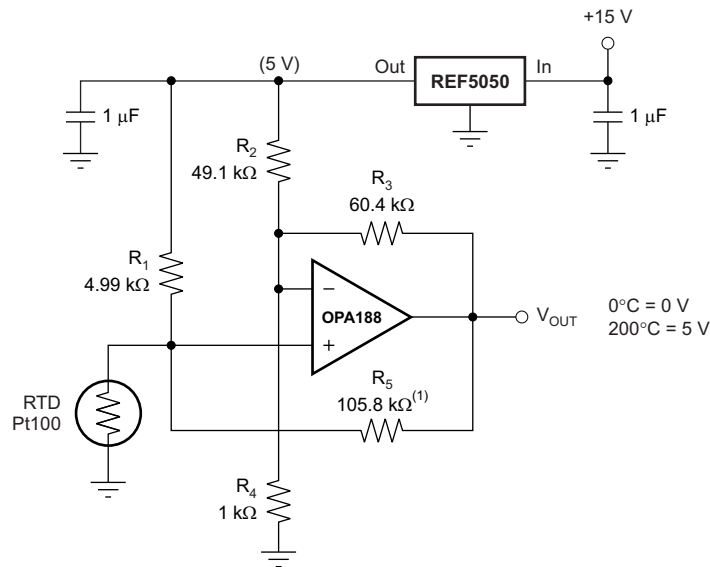 +15 V
(5 V)
Out
REF5050
In
1 μF
1 μF
R2
49.1 kΩ
R3
60.4 kΩ
R1
4.99 kΩ
−
OPA188
+
VOUT
0°C = 0 V
200°C = 5 V
RTD
Pt100
R5
105.8 kΩ(1)
R4
1 kΩ